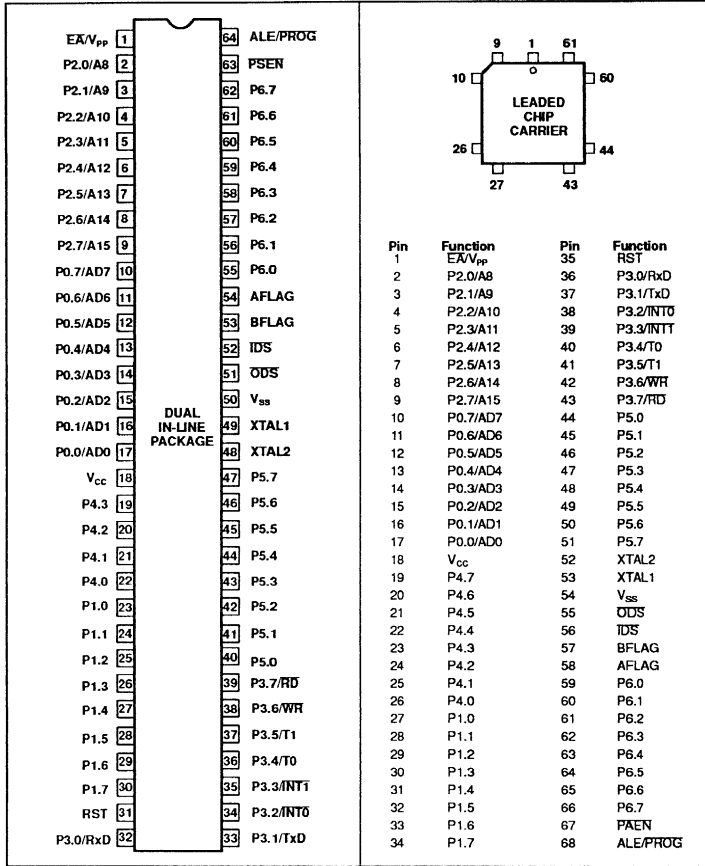 EA/VPP 1 64 ALE/PROG
P2.0/A8 2 63 PSEN
P2.1/A9 3 62 P6.7
P2.2/A10 4 61 P6.6
P2.3/A11 5 60 P6.5
P2.4/A12 6 59 P6.4
P2.5/A13 7 58 P6.3
P2.6/A14 8 57 P6.2
P2.7/A15 9 56 P6.1
P0.7/AD7 10 55 P6.0
P0.6/AD6 11 54 AFLAG
P0.5/AD5 12 53 BFLAG
P0.4/AD4 13 52 IDS
P0.3/AD3 14 51 ODS
P0.2/AD2 15 50 VSS
P0.1/AD1 16 49 XTAL1
P0.0/AD0 17 48 XTAL2
VCC 18 47 P5.7
P4.3 19 46 P5.6
P4.2 20 45 P5.5
P4.1 21 44 P5.4
P4.0 22 43 P5.3
P1.0 23 42 P5.2
P1.1 24 41 P5.1
P1.2 25 40 P5.0
P1.3 26 39 P3.7/RD
P1.4 27 38 P3.6/WR
P1.5 28 37 P3.5/T1
P1.6 29 36 P3.4/T0
P1.7 30 35 P3.3/INT1
RST 31 34 P3.2/INT0
P3.0/RxD 32 33 P3.1/TxD
DUAL
IN-LINE
PACKAGE
9 1 61
10 60
LEADED
CHIP
CARRIER
26 44
27 43
Pin Function Pin Function
1 EA/VPP 35 RST
2 P2.0/A8 36 P3.0/RxD
3 P2.1/A9 37 P3.1/TxD
4 P2.2/A10 38 P3.2/INT0
5 P2.3/A11 39 P3.3/INT1
6 P2.4/A12 40 P3.4/T0
7 P2.5/A13 41 P3.5/T1
8 P2.6/A14 42 P3.6/WR
9 P2.7/A15 43 P3.7/RD
10 P0.7/AD7 44 P5.0
11 P0.6/AD6 45 P5.1
12 P0.5/AD5 46 P5.2
13 P0.4/AD4 47 P5.3
14 P0.3/AD3 48 P5.4
15 P0.2/AD2 49 P5.5
16 P0.1/AD1 50 P5.6
17 P0.0/AD0 51 P5.7
18 VCC 52 XTAL2
19 P4.7 53 XTAL1
20 P4.6 54 VSS
21 P4.5 55 ODS
22 P4.4 56 IDS
23 P4.3 57 BFLAG
24 P4.2 58 AFLAG
25 P4.1 59 P6.0
26 P4.0 60 P6.1
27 P1.0 61 P6.2
28 P1.1 62 P6.3
29 P1.2 63 P6.4
30 P1.3 64 P6.5
31 P1.4 65 P6.6
32 P1.5 66 P6.7
33 P1.6 67 PAEN
34 P1.7 68 ALE/PROG